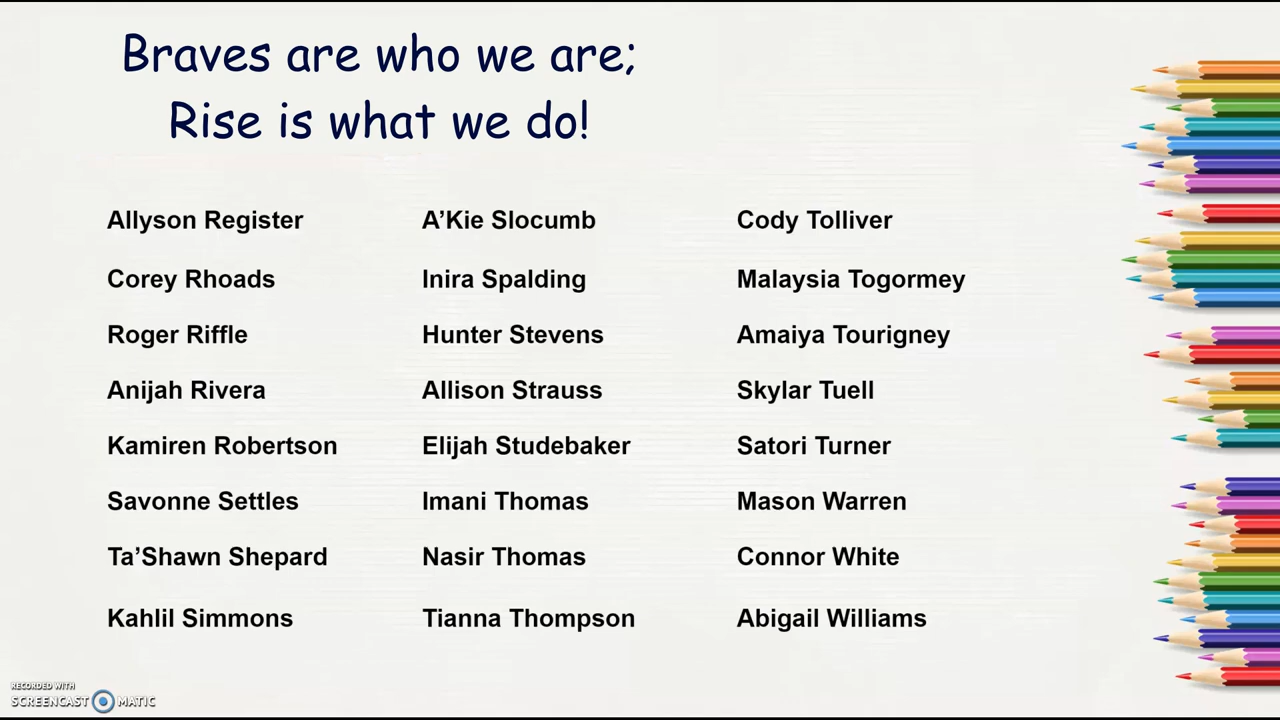 Braves are who we are;
Rise is what we do!
Allyson Register
Corey Rhoads
Roger Riffle
Anijah Rivera
Kamiren Robertson
Savonne Settles
Ta’Shawn Shepard
Kahlil Simmons
A’Kie Slocumb
Inira Spalding
Hunter Stevens
Allison Strauss
Elijah Studebaker
Imani Thomas
Nasir Thomas
Tianna Thompson
Cody Tolliver
Malaysia Togormey
Amaiya Tourigney
Skylar Tuell
Satori Turner
Mason Warren
Connor White
Abigail Williams
RECORDED WITH
SCREENCAST MATIC